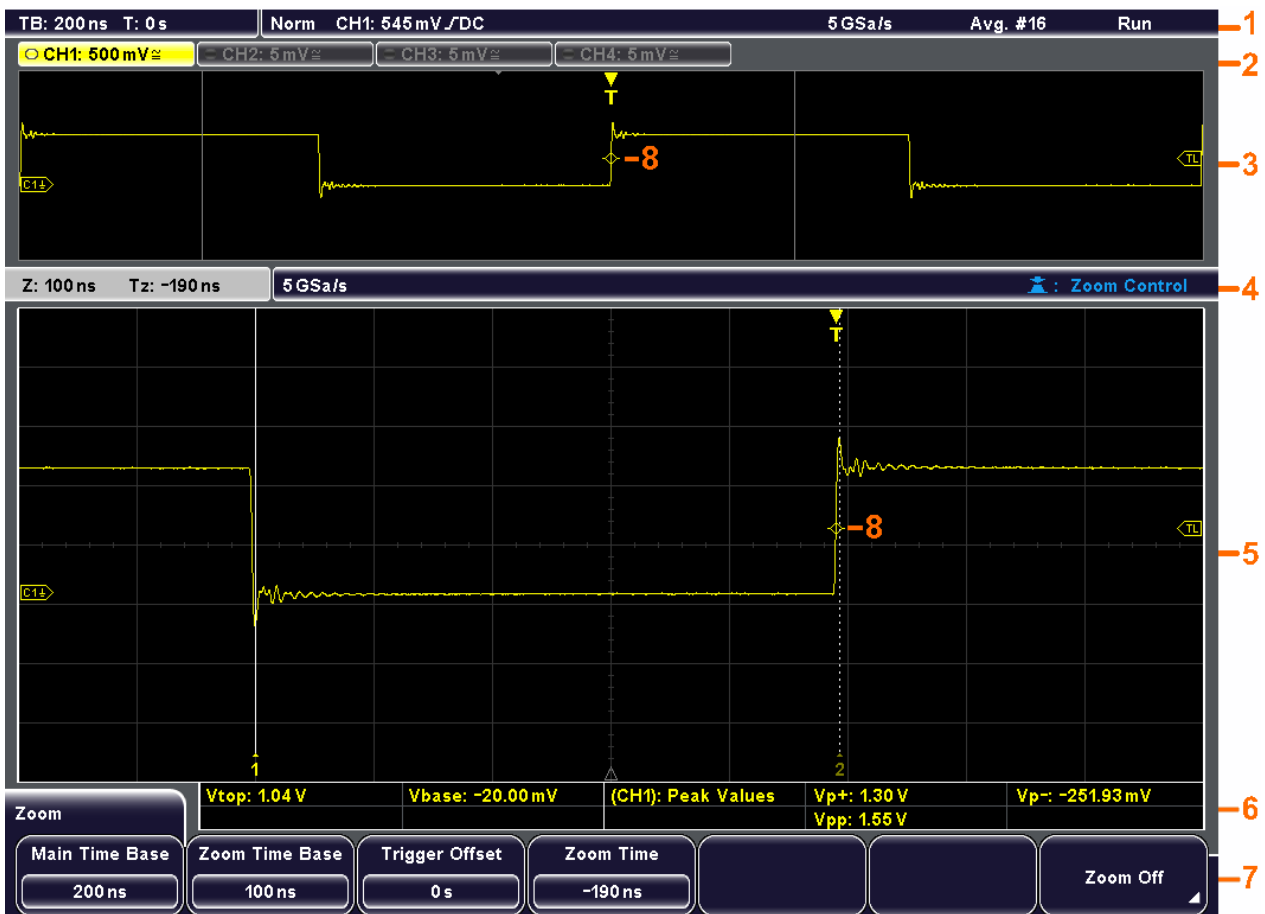 TB: 200 ns T: 0 s Norm CH1: 545 mV DC 5 GSa/s Avg. #16 Run
1
CH1: 500 mV≅ CH2: 5 mV≅ CH3: 5 mV≅ CH4: 5 mV≅
2
T
8
TL
3
C1
Z: 100 ns Tz: -190 ns 5 GSa/s : Zoom Control
4
T
8
TL
5
C1
1
2
Vtop: 1.04 V Vbase: -20.00 mV (CH1): Peak Values Vp+: 1.30 V Vp-: -251.93 mV
Zoom
6
Vpp: 1.55 V
Main Time Base Zoom Time Base Trigger Offset Zoom Time
Zoom Off
7
200 ns 100 ns 0 s -190 ns